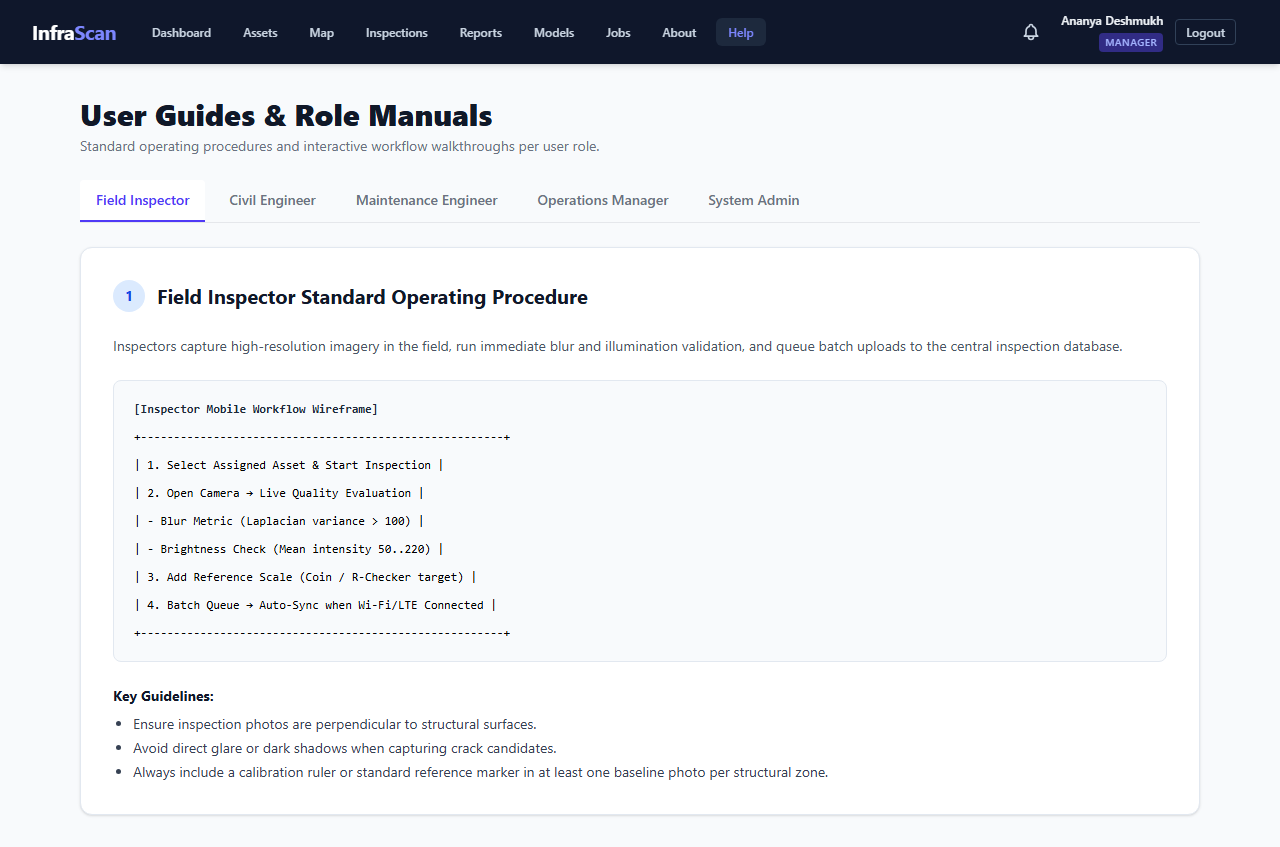 InfraScan
Dashboard
Assets
Map
Inspections
Reports
Models
Jobs
About
Help
Ananya Deshmukh
MANAGER
Logout
User Guides & Role Manuals
Standard operating procedures and interactive workflow walkthroughs per user role.
Field Inspector
Civil Engineer
Maintenance Engineer
Operations Manager
System Admin
1
Field Inspector Standard Operating Procedure
Inspectors capture high-resolution imagery in the field, run immediate blur and illumination validation, and queue batch uploads to the central inspection database.
[Inspector Mobile Workflow Wireframe]
+--------------------------------------------------------+
| 1. Select Assigned Asset & Start Inspection |
| 2. Open Camera → Live Quality Evaluation |
| - Blur Metric (Laplacian variance > 100) |
| - Brightness Check (Mean intensity 50..220) |
| 3. Add Reference Scale (Coin / R-Checker target) |
| 4. Batch Queue → Auto-Sync when Wi-Fi/LTE Connected |
+--------------------------------------------------------+
Key Guidelines:
• Ensure inspection photos are perpendicular to structural surfaces.
• Avoid direct glare or dark shadows when capturing crack candidates.
• Always include a calibration ruler or standard reference marker in at least one baseline photo per structural zone.